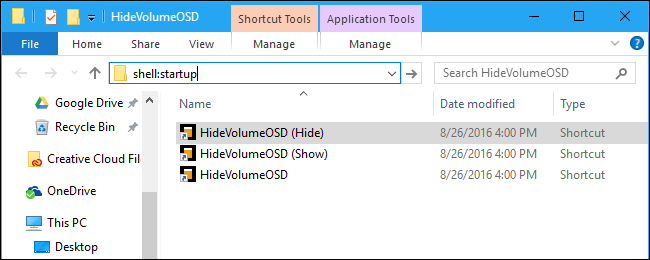 HideVolumeOSD Shortcut Tools Application Tools
File Home Share View Manage Manage
shell:startup Search HideVolumeOSD
Name Date modified Type
Google Drive
HideVolumeOSD (Hide) 8/26/2016 4:00 PM Shortcut
Recycle Bin
HideVolumeOSD (Show) 8/26/2016 4:00 PM Shortcut
Creative Cloud Fil
HideVolumeOSD 8/26/2016 4:00 PM Shortcut
OneDrive
This PC
Desktop